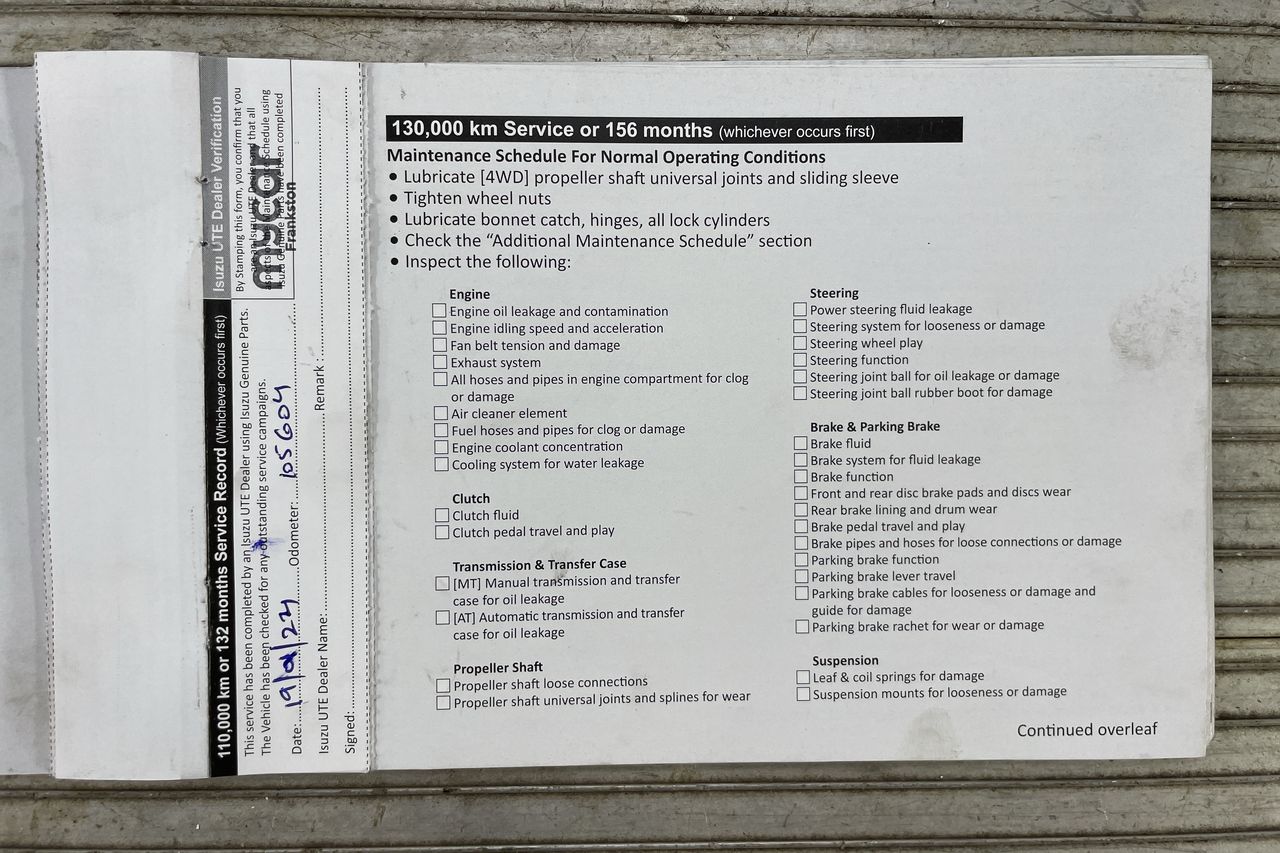 Isuzu UTE Dealer Verification
By Stamping this form, you confirm that you
mycar
Frankston
110,000 km or 132 months Service Record (Whichever occurs first)
This service has been completed by an Isuzu UTE Dealer using Isuzu Genuine Parts.
The Vehicle has been checked for any outstanding service campaigns.
Date: Odometer: 105604
Isuzu UTE Dealer Name: Remark :
Signed:
130,000 km Service or 156 months (whichever occurs first)
Maintenance Schedule For Normal Operating Conditions
• Lubricate [4WD] propeller shaft universal joints and sliding sleeve
• Tighten wheel nuts
• Lubricate bonnet catch, hinges, all lock cylinders
• Check the “Additional Maintenance Schedule” section
• Inspect the following:
Engine
Engine oil leakage and contamination
Engine idling speed and acceleration
Fan belt tension and damage
Exhaust system
All hoses and pipes in engine compartment for clog
or damage
Air cleaner element
Fuel hoses and pipes for clog or damage
Engine coolant concentration
Cooling system for water leakage
Clutch
Clutch fluid
Clutch pedal travel and play
Transmission & Transfer Case
[MT] Manual transmission and transfer
case for oil leakage
[AT] Automatic transmission and transfer
case for oil leakage
Propeller Shaft
Propeller shaft loose connections
Propeller shaft universal joints and splines for wear
Steering
Power steering fluid leakage
Steering system for looseness or damage
Steering wheel play
Steering function
Steering joint ball for oil leakage or damage
Steering joint ball rubber boot for damage
Brake & Parking Brake
Brake fluid
Brake system for fluid leakage
Brake function
Front and rear disc brake pads and discs wear
Rear brake lining and drum wear
Brake pedal travel and play
Brake pipes and hoses for loose connections or damage
Parking brake function
Parking brake lever travel
Parking brake cables for looseness or damage and
guide for damage
Parking brake rachet for wear or damage
Suspension
Leaf & coil springs for damage
Suspension mounts for looseness or damage
Continued overleaf